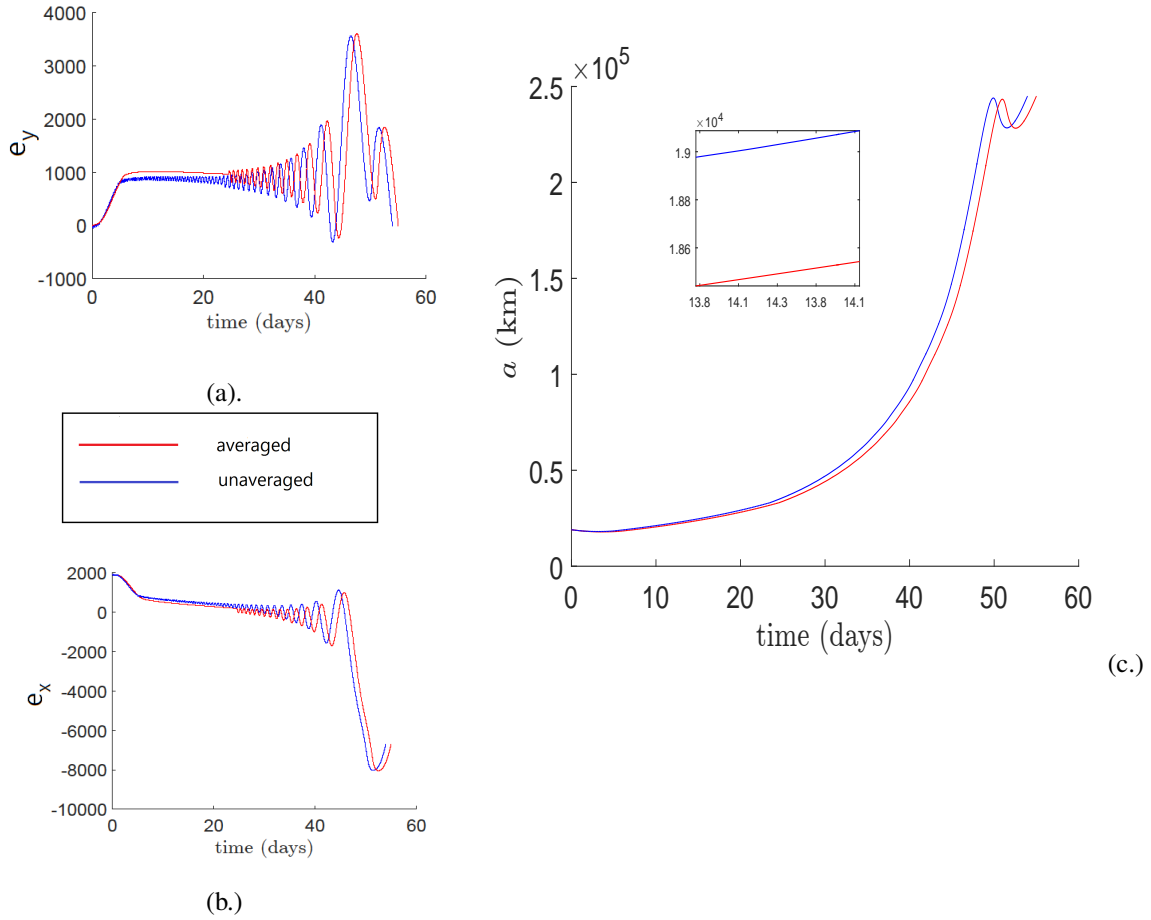 4000
3000
2000
1000
0
-1000
e_y
0 20 40 60
time (days)
(a).
averaged
unaveraged
2000
0
-2000
-4000
-6000
-8000
-10000
e_x
0 20 40 60
time (days)
(b.)
×10^5
2.5
2
1.5
1
0.5
0
a (km)
×10^4
1.9
1.88
1.86
13.8 14.1 14.3 13.8 14.1
0 10 20 30 40 50 60
time (days)
(c.)